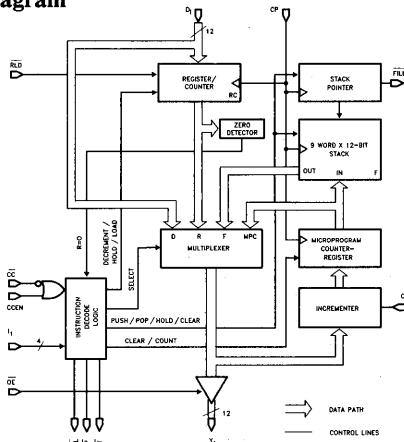 agram
Di
CP
12
RLD
REGISTER/
COUNTER
RC
STACK
POINTER
ZERO
DETECTOR
9 WORD X 12-BIT
STACK
OUT
IN
F
R=0
DECREMENT/
HOLD / LOAD
SELECT
D
R
F
MPC
MULTIPLEXER
MICROPROGRAM
COUNTER-
REGISTER
CCEN
INSTRUCTION
DECODE
LOGIC
PUSH / POP / HOLD / CLEAR
INCREMENTER
I1
4
CLEAR / COUNT
OE
12
DATA PATH
CONTROL LINES